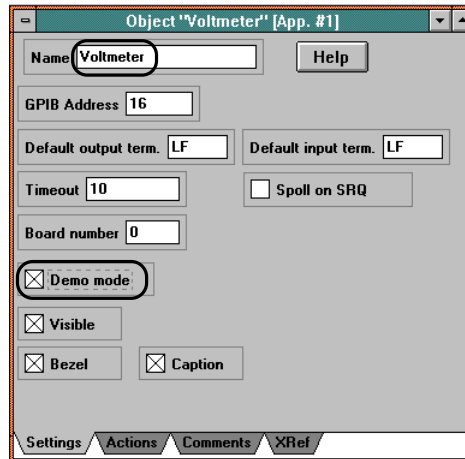 Object "Voltmeter" [App. #1]
Name Voltmeter Help
GPIB Address 16
Default output term. LF Default input term. LF
Timeout 10 Spoll on SRQ
Board number 0
Demo mode
Visible
Bezel Caption
Settings Actions Comments XRef